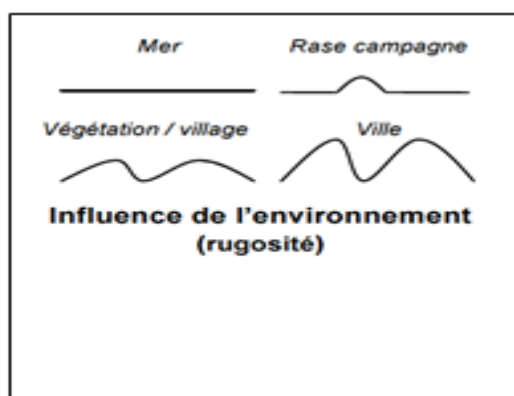 Mer
Rase campagne
Végétation / village
Ville
Influence de l'environnement
(rugosité)